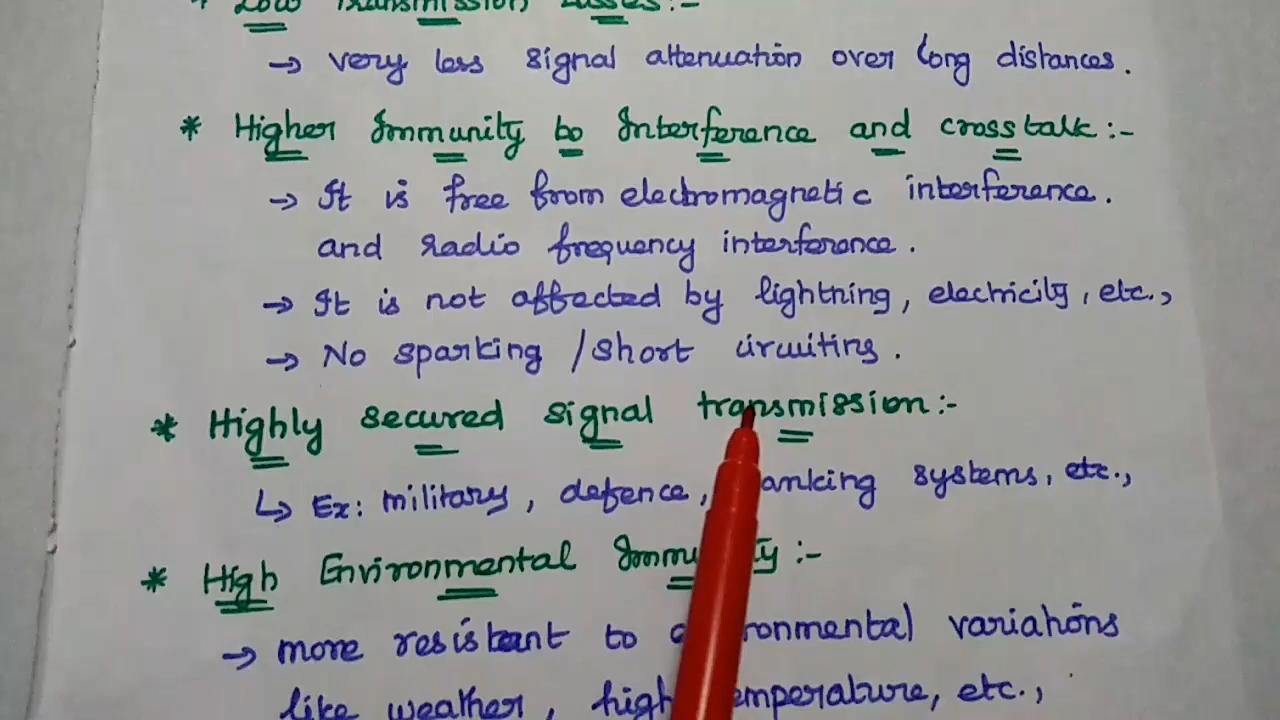 * Low Transmission Losses:-
→ very less signal attenuation over long distances.
* Higher Immunity to Interference and crosstalk:-
→ It is free from electromagnetic interference.
and radio frequency interference.
→ It is not affected by lightning, electricity, etc.,
→ No sparking / short circuiting.
* Highly secured signal transmission:-
↳ Ex: military, defence, banking systems, etc.,
* High Environmental Immunity:-
→ more resistant to environmental variations
like weather, high temperature, etc.,